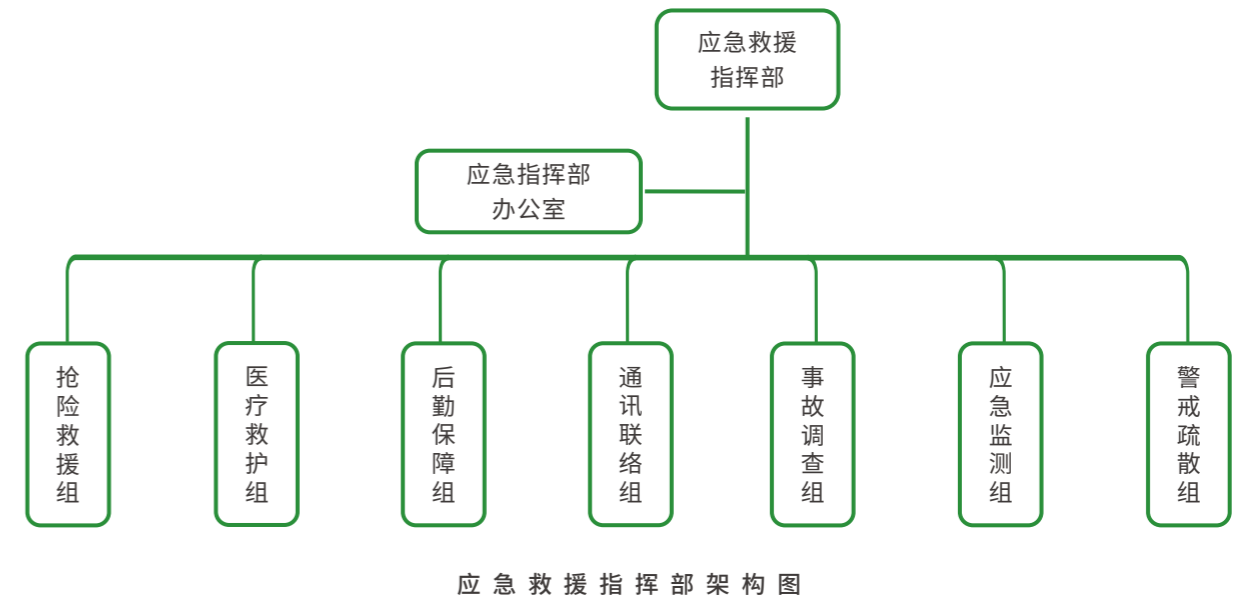 应急救援
指挥部
应急指挥部
办公室
抢险救援组
医疗救护组
后勤保障组
通讯联络组
事故调查组
应急监测组
警戒疏散组
应急救援指挥部架构图